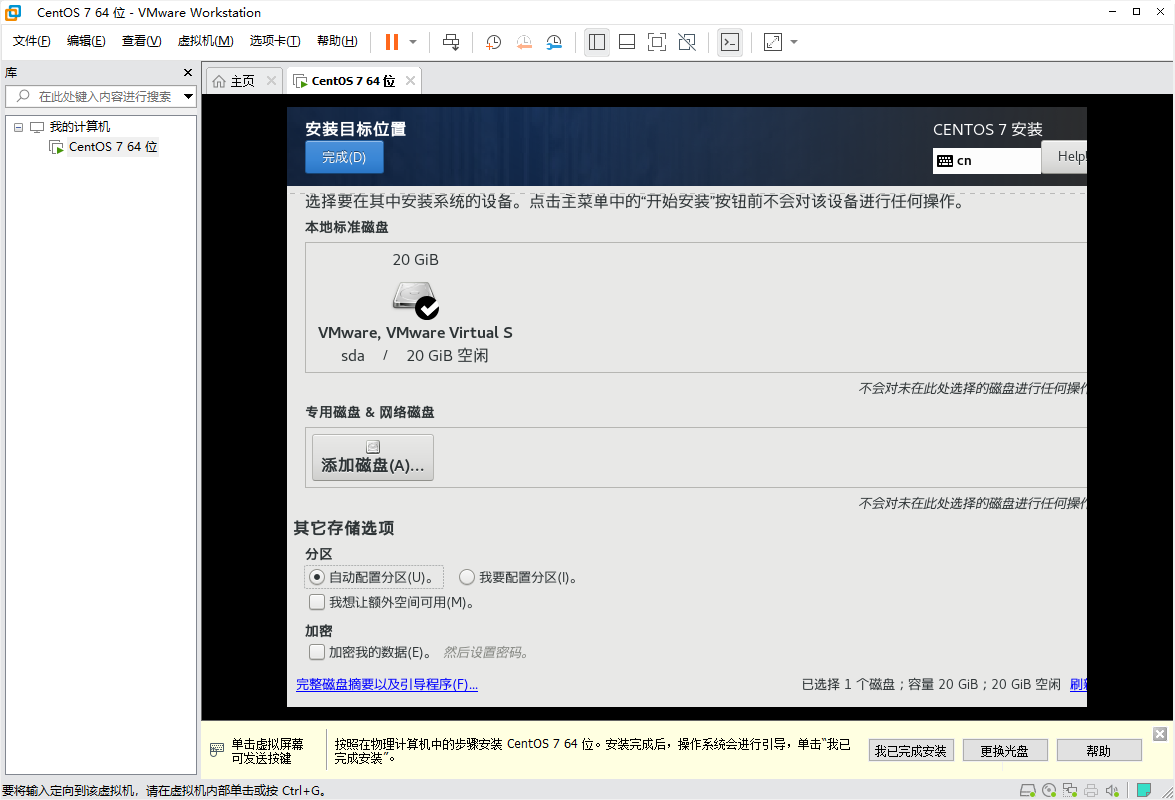 CentOS 7 64 位 - VMware Workstation
文件(F) 编辑(E) 查看(V) 虚拟机(M) 选项卡(T) 帮助(H)
库
在此处键入内容进行搜索
我的计算机
CentOS 7 64 位
主页 CentOS 7 64 位
安装目标位置
完成(D)
CENTOS 7 安装
cn
Help!
选择要在其中安装系统的设备。点击主菜单中的“开始安装”按钮前不会对该设备进行任何操作。
本地标准磁盘
20 GiB
VMware, VMware Virtual S
sda / 20 GiB 空闲
不会对未在此处选择的磁盘进行任何操作
专用磁盘 & 网络磁盘
添加磁盘(A)...
不会对未在此处选择的磁盘进行任何操作
其它存储选项
分区
自动配置分区(U)。 我要配置分区(I)。
我想让额外空间可用(M)。
加密
加密我的数据(E)。 然后设置密码。
完整磁盘摘要以及引导程序(F)...
已选择 1 个磁盘；容量 20 GiB；20 GiB 空闲 刷新
单击虚拟屏幕
可发送按键
按照在物理计算机中的步骤安装 CentOS 7 64 位。安装完成后，操作系统会进行引导，单击“我已
完成安装”。
我已完成安装 更换光盘 帮助
要将输入定向到该虚拟机，请在虚拟机内部单击或按 Ctrl+G。